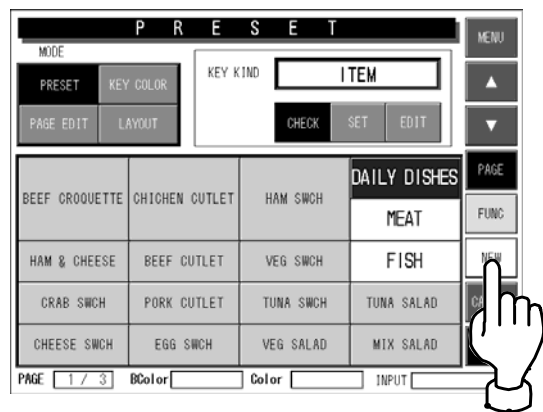 PRESET
MENU
MODE
PRESET KEY COLOR
PAGE EDIT LAYOUT
KEY KIND ITEM
CHECK SET EDIT
▲
▼
PAGE
FUNC
NEW
BEEF CROQUETTE CHICHEN CUTLET HAM SWCH DAILY DISHES
MEAT
HAM & CHEESE BEEF CUTLET VEG SWCH FISH
CRAB SWCH PORK CUTLET TUNA SWCH TUNA SALAD
CHEESE SWCH EGG SWCH VEG SALAD MIX SALAD
PAGE 1 / 3 BColor Color INPUT